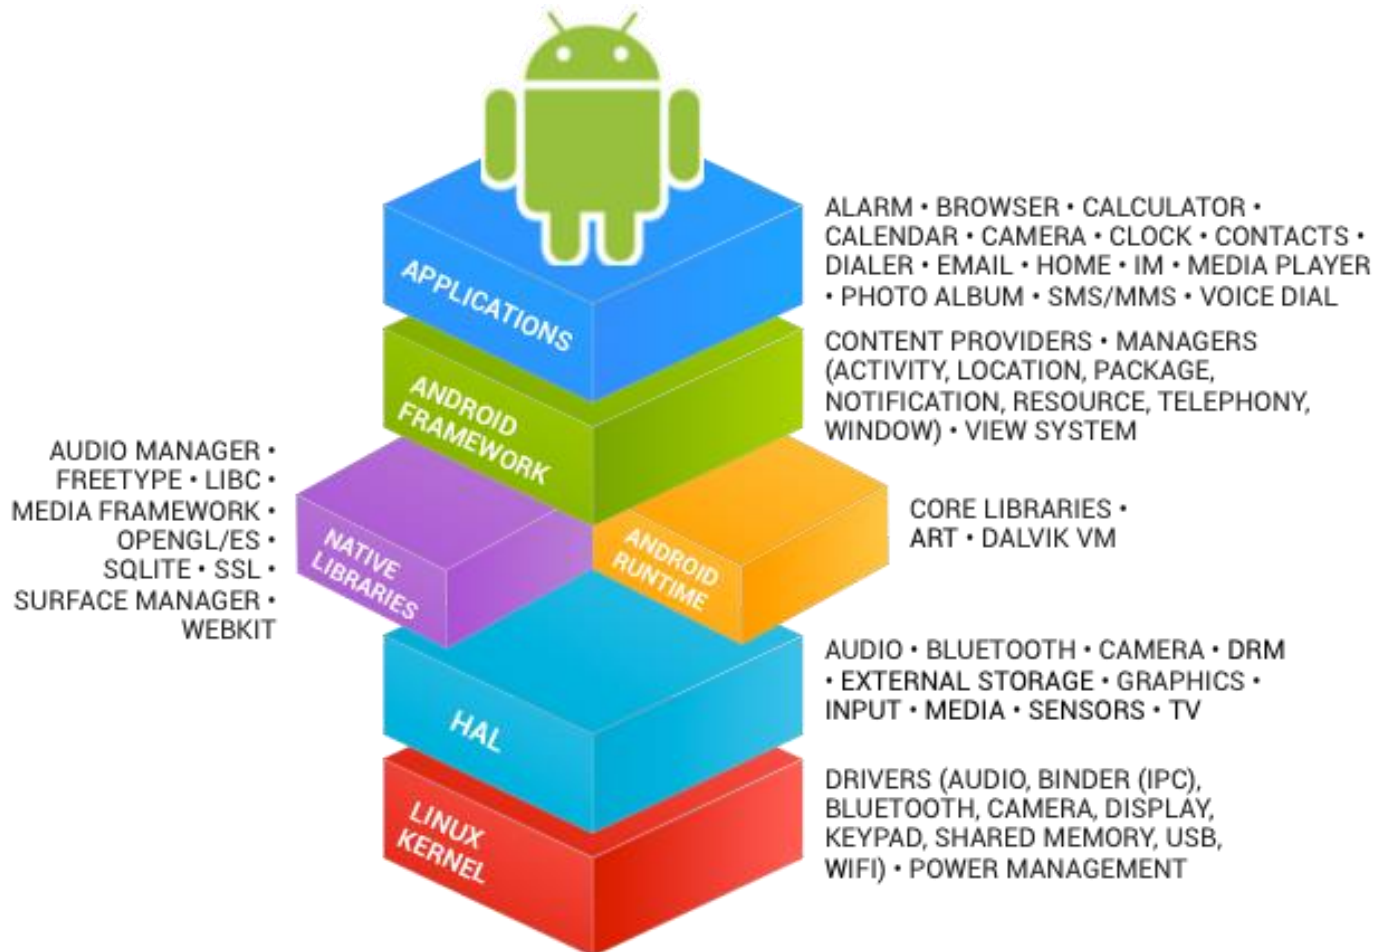 APPLICATIONS
ALARM • BROWSER • CALCULATOR •
CALENDAR • CAMERA • CLOCK • CONTACTS •
DIALER • EMAIL • HOME • IM • MEDIA PLAYER
• PHOTO ALBUM • SMS/MMS • VOICE DIAL
ANDROID
FRAMEWORK
CONTENT PROVIDERS • MANAGERS
(ACTIVITY, LOCATION, PACKAGE,
NOTIFICATION, RESOURCE, TELEPHONY,
WINDOW) • VIEW SYSTEM
AUDIO MANAGER •
FREETYPE • LIBC •
MEDIA FRAMEWORK •
OPENGL/ES •
SQLITE • SSL •
SURFACE MANAGER •
WEBKIT
NATIVE
LIBRARIES
ANDROID
RUNTIME
CORE LIBRARIES •
ART • DALVIK VM
HAL
AUDIO • BLUETOOTH • CAMERA • DRM
• EXTERNAL STORAGE • GRAPHICS •
INPUT • MEDIA • SENSORS • TV
LINUX
KERNEL
DRIVERS (AUDIO, BINDER (IPC),
BLUETOOTH, CAMERA, DISPLAY,
KEYPAD, SHARED MEMORY, USB,
WIFI) • POWER MANAGEMENT